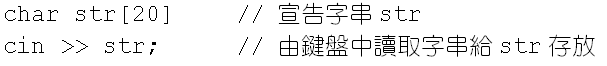 char str[20]     // 宣告字串 str
cin >> str;      // 由鍵盤中讀取字串給 str 存放